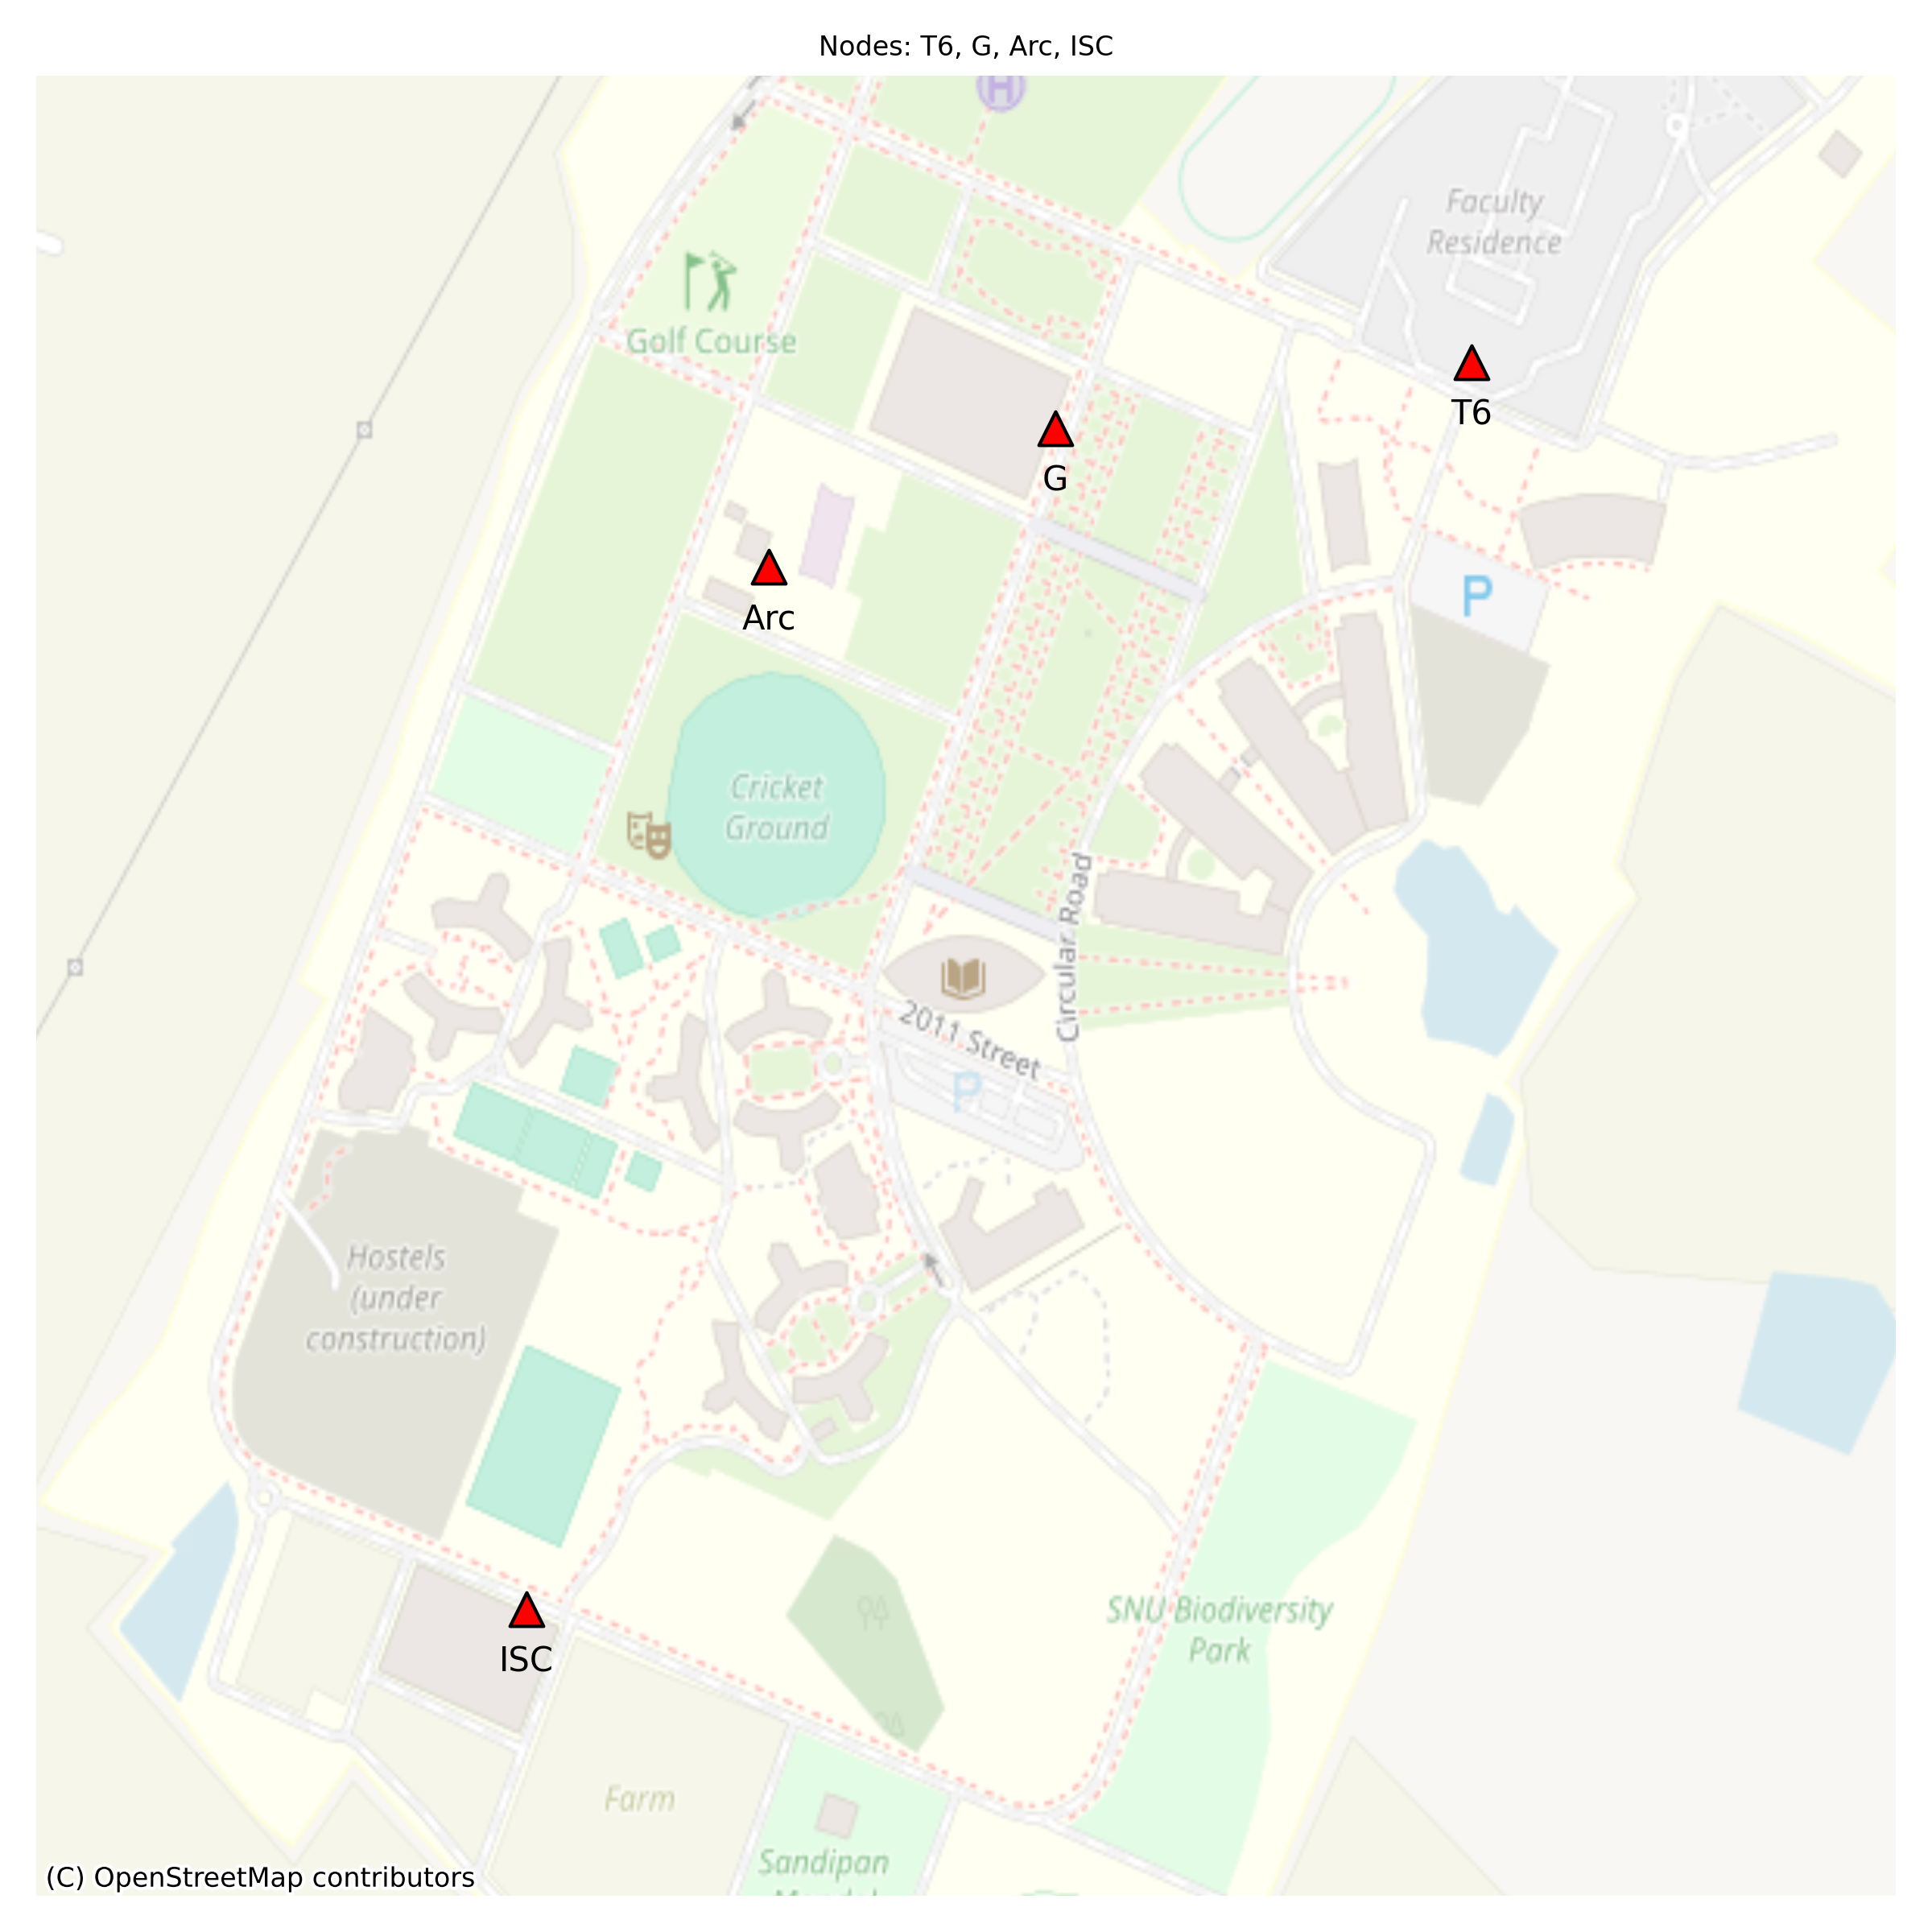 Nodes: T6, G, Arc, ISC
H
Faculty
Residence
Golf Course
T6
G
P
Arc
Cricket
Ground
Circular Road
2011 Street
P
Hostels
(under
construction)
SNU Biodiversity
Park
ISC
Farm
Sandipan
(C) OpenStreetMap contributors